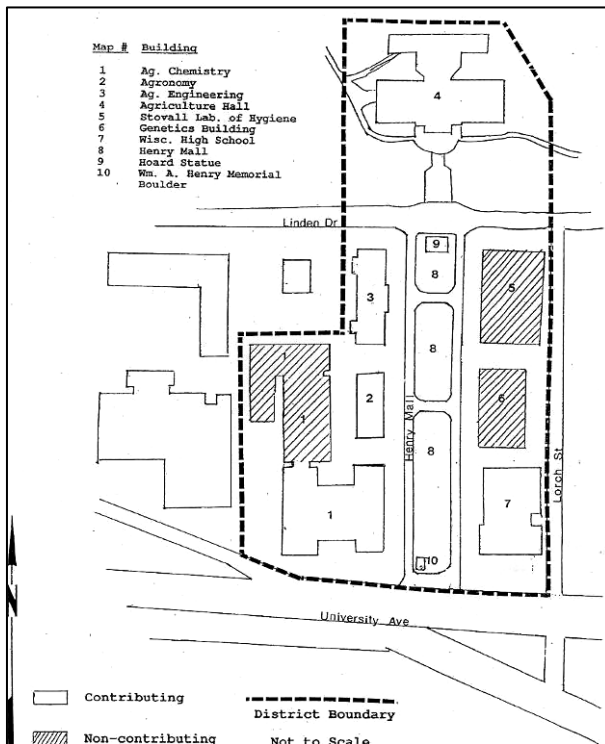 Map # Building
1 Ag. Chemistry
2 Agronomy
3 Ag. Engineering
4 Agriculture Hall
5 Stovall Lab. of Hygiene
6 Genetics Building
7 Wisc. High School
8 Henry Mall
9 Hoard Statue
10 Wm. A. Henry Memorial
Boulder
4
Linden Dr
9
8
3
5
1
8
2
6
Henry Mall
1
8
Lorch St
7
1
10
N
University Ave
Contributing
District Boundary
Non-contributing
Not to Scale